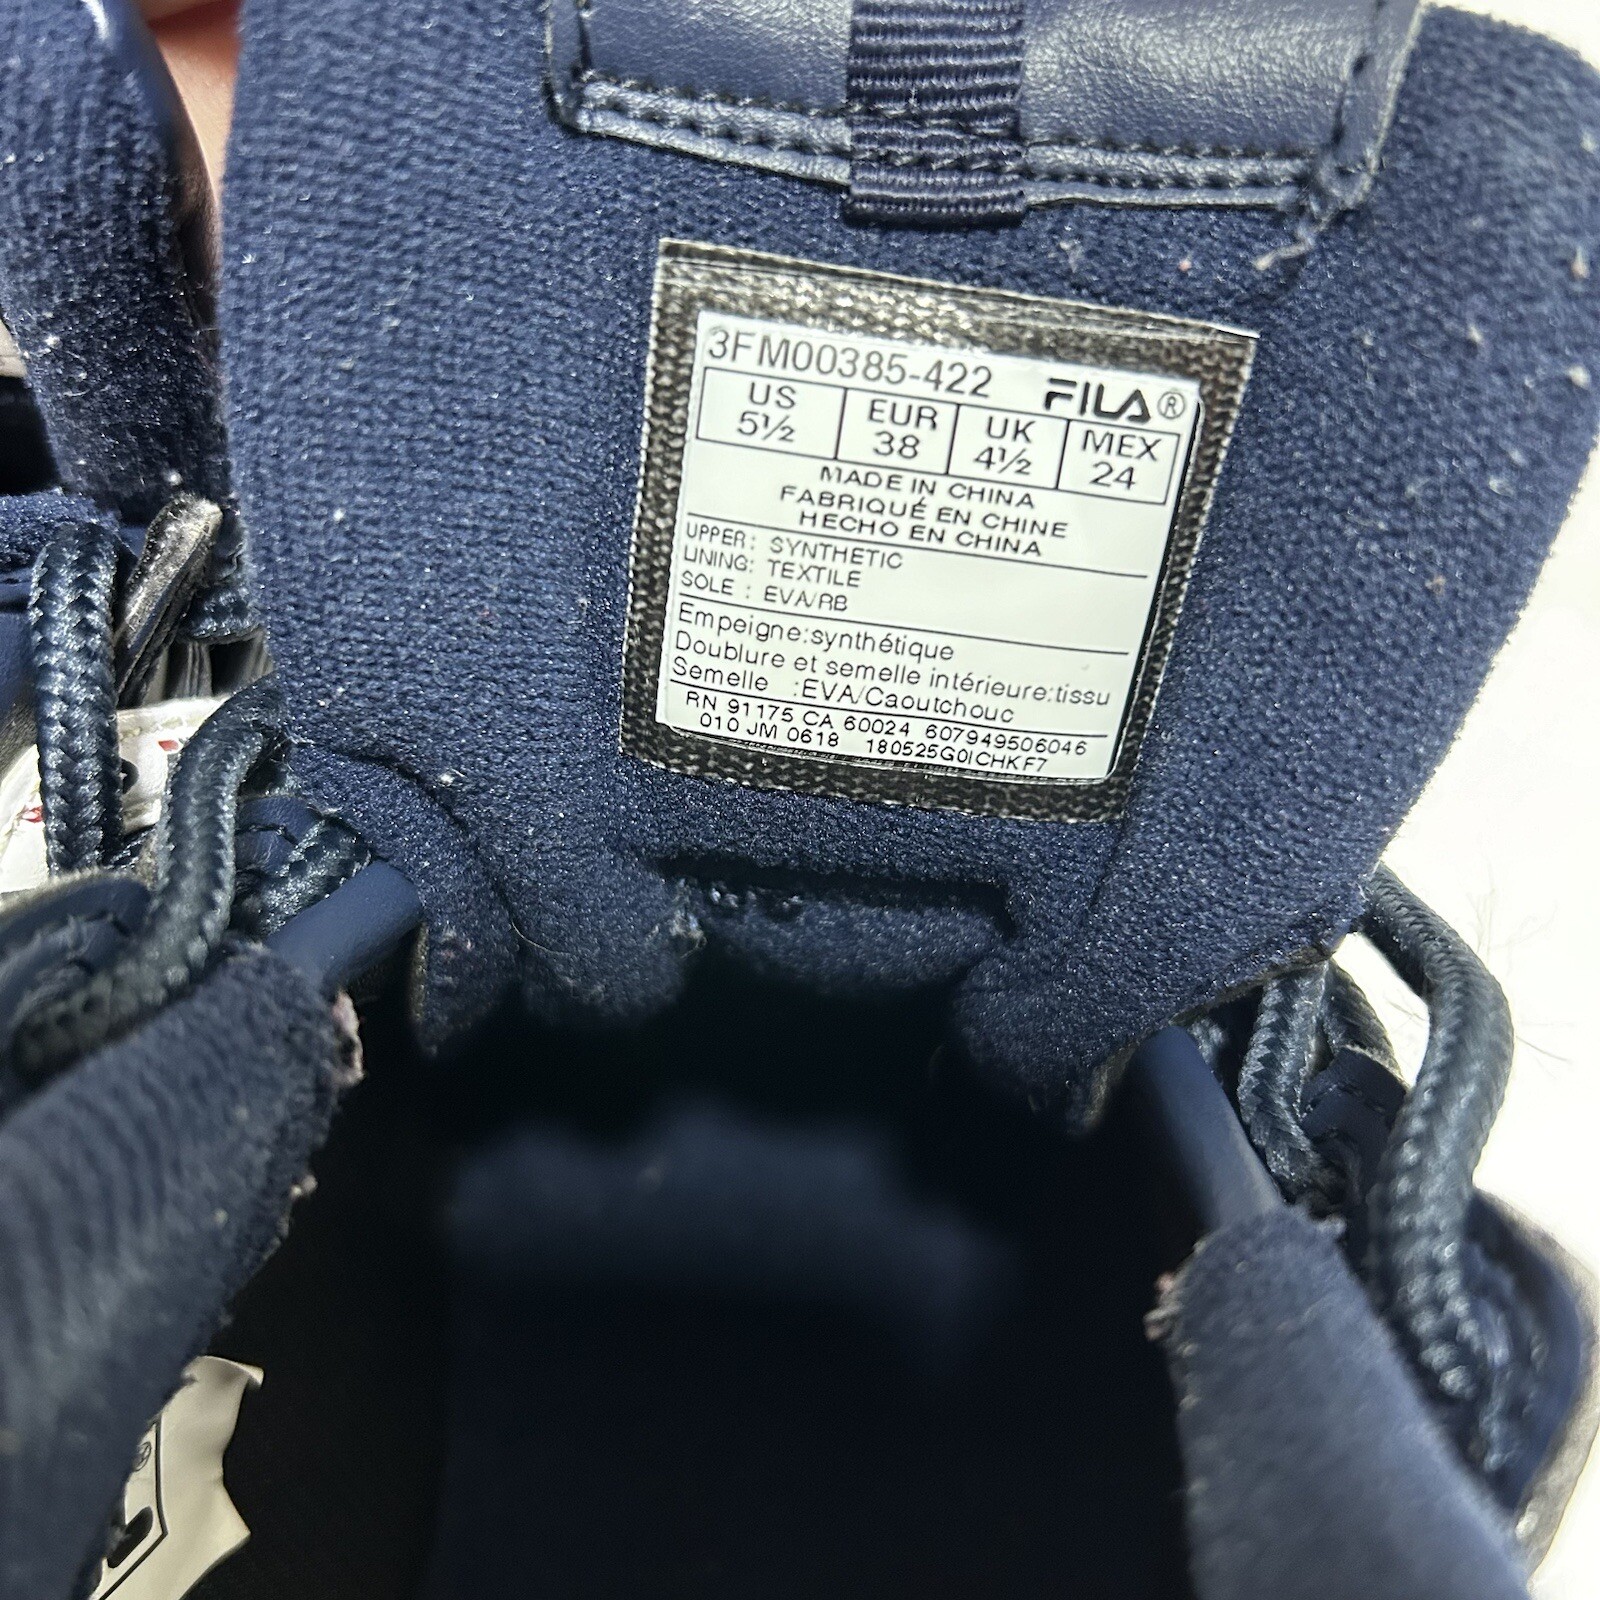 3FM00385-422 FILA®
US EUR UK MEX
5½ 38 4½ 24
MADE IN CHINA
FABRIQUÉ EN CHINE
HECHO EN CHINA
UPPER: SYNTHETIC
LINING: TEXTILE
SOLE : EVA/RB
Empeigne:synthétique
Doublure et semelle intérieure:tissu
Semelle :EVA/Caoutchouc
RN 91175 CA 60024 607949506046
010 JM 0618 180525G0ICHKF7